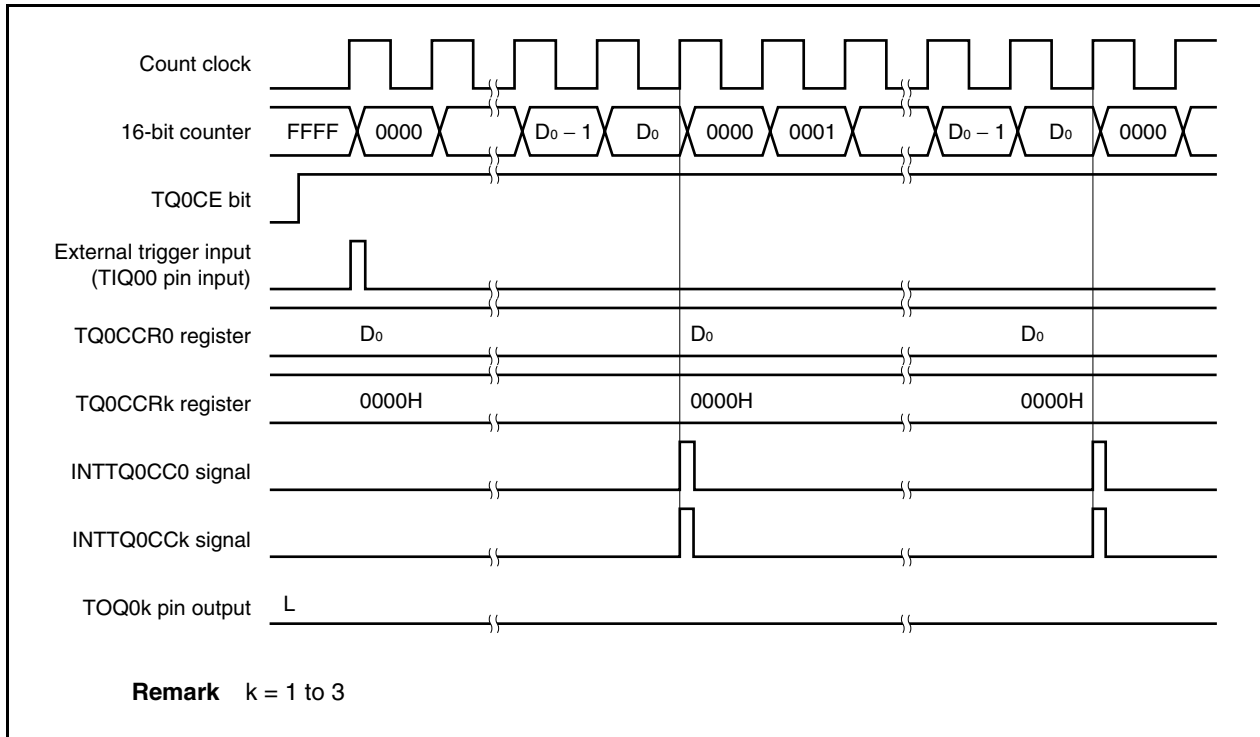 Count clock
16-bit counter FFFF 0000 D₀ − 1 D₀ 0000 0001 D₀ − 1 D₀ 0000
TQ0CE bit
External trigger input
(TIQ00 pin input)
TQ0CCR0 register D₀ D₀ D₀
TQ0CCRk register 0000H 0000H 0000H
INTTQ0CC0 signal
INTTQ0CCk signal
TOQ0k pin output L
Remark k = 1 to 3